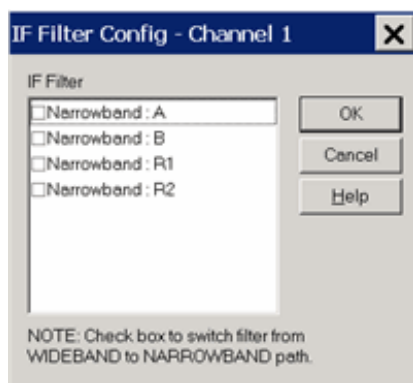 IF Filter Config - Channel 1
IF Filter
Narrowband : A
Narrowband : B
Narrowband : R1
Narrowband : R2
OK
Cancel
Help
NOTE: Check box to switch filter from
WIDEBAND to NARROWBAND path.